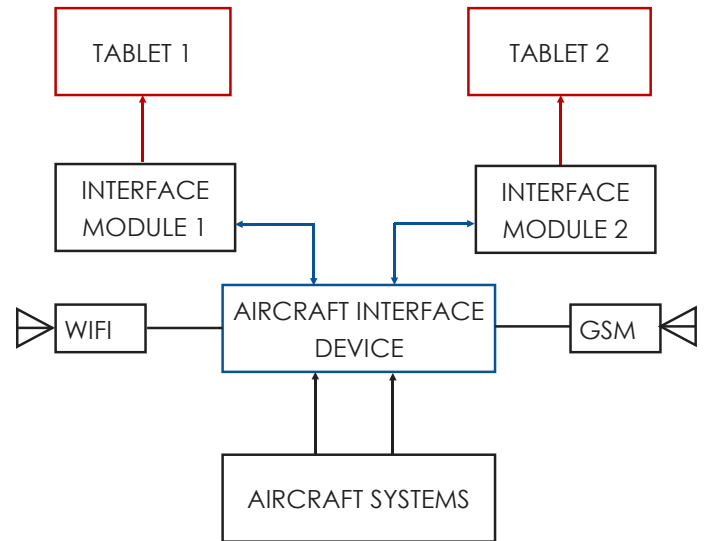 TABLET 1
TABLET 2
INTERFACE
MODULE 1
INTERFACE
MODULE 2
WIFI
AIRCRAFT INTERFACE
DEVICE
GSM
AIRCRAFT SYSTEMS